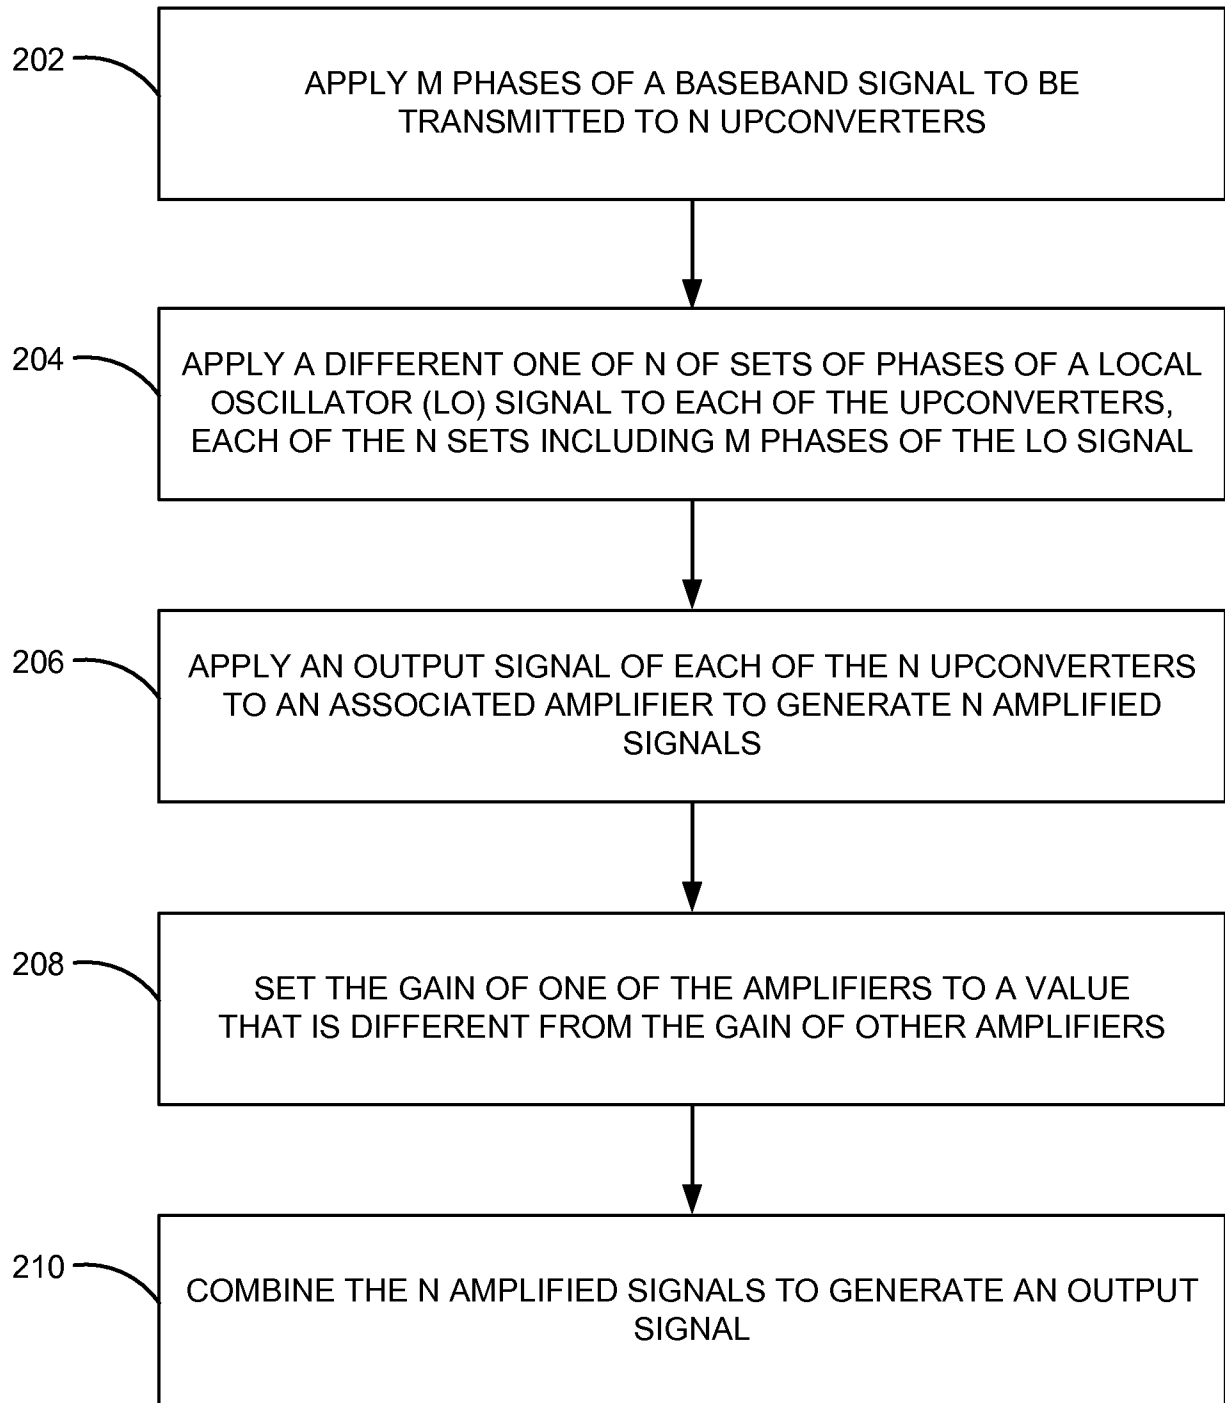 202
APPLY M PHASES OF A BASEBAND SIGNAL TO BE
TRANSMITTED TO N UPCONVERTERS
204
APPLY A DIFFERENT ONE OF N OF SETS OF PHASES OF A LOCAL
OSCILLATOR (LO) SIGNAL TO EACH OF THE UPCONVERTERS,
EACH OF THE N SETS INCLUDING M PHASES OF THE LO SIGNAL
206
APPLY AN OUTPUT SIGNAL OF EACH OF THE N UPCONVERTERS
TO AN ASSOCIATED AMPLIFIER TO GENERATE N AMPLIFIED
SIGNALS
208
SET THE GAIN OF ONE OF THE AMPLIFIERS TO A VALUE
THAT IS DIFFERENT FROM THE GAIN OF OTHER AMPLIFIERS
210
COMBINE THE N AMPLIFIED SIGNALS TO GENERATE AN OUTPUT
SIGNAL